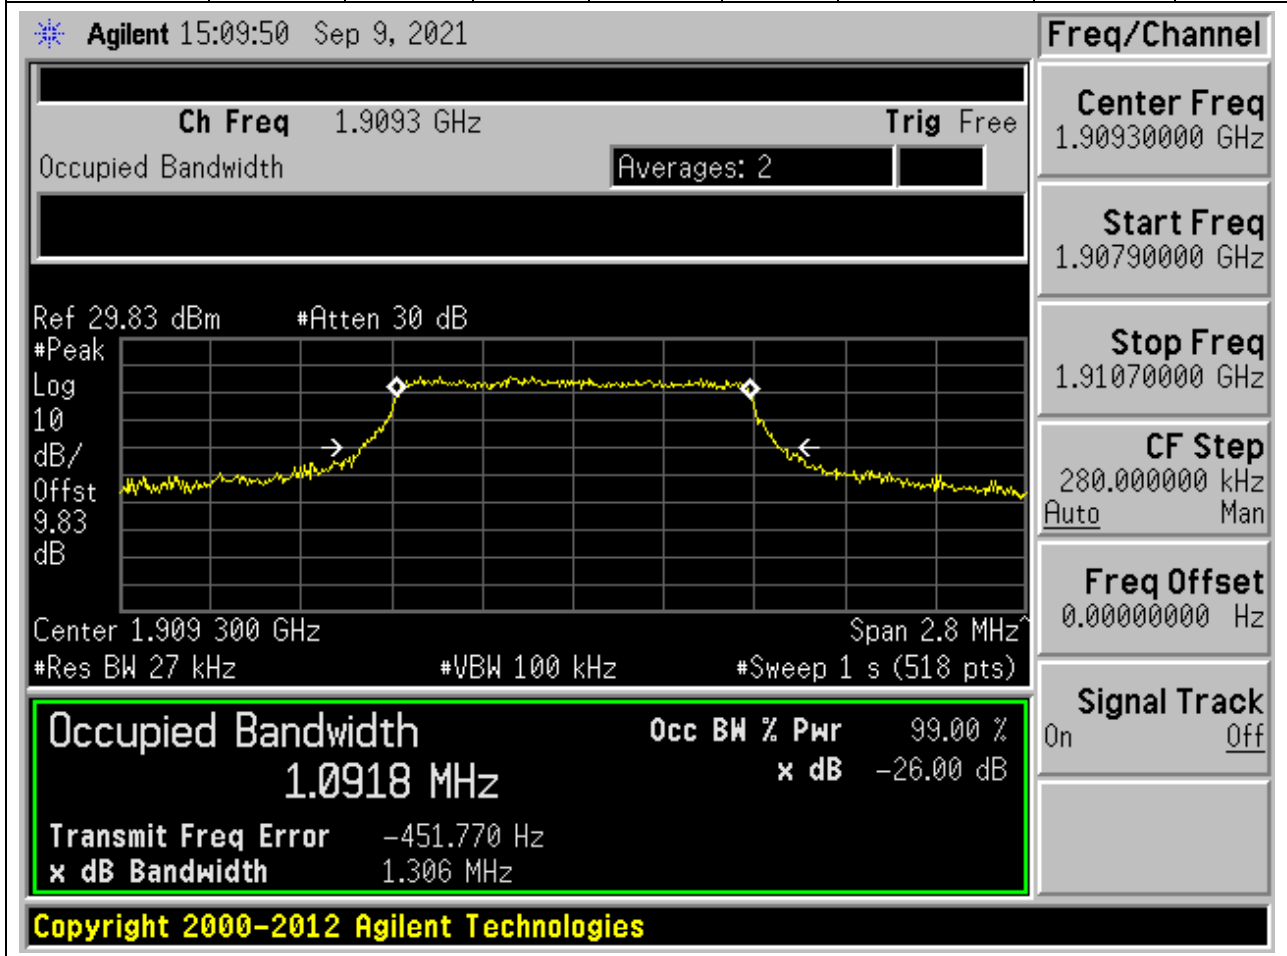 Agilent 15:09:50 Sep 9, 2021
Freq/Channel
Ch Freq 1.9093 GHz Trig Free
Occupied Bandwidth Averages: 2
Center Freq
1.90930000 GHz
Start Freq
1.90790000 GHz
Stop Freq
1.91070000 GHz
CF Step
280.000000 kHz
Auto Man
Freq Offset
0.00000000 Hz
Signal Track
On Off
Ref 29.83 dBm #Atten 30 dB
#Peak
Log
10
dB/
Offst
9.83
dB
Center 1.909 300 GHz Span 2.8 MHz^
#Res BW 27 kHz #VBW 100 kHz #Sweep 1 s (518 pts)
Occupied Bandwidth Occ BW % Pwr 99.00 %
1.0918 MHz x dB -26.00 dB
Transmit Freq Error -451.770 Hz
x dB Bandwidth 1.306 MHz
Copyright 2000-2012 Agilent Technologies